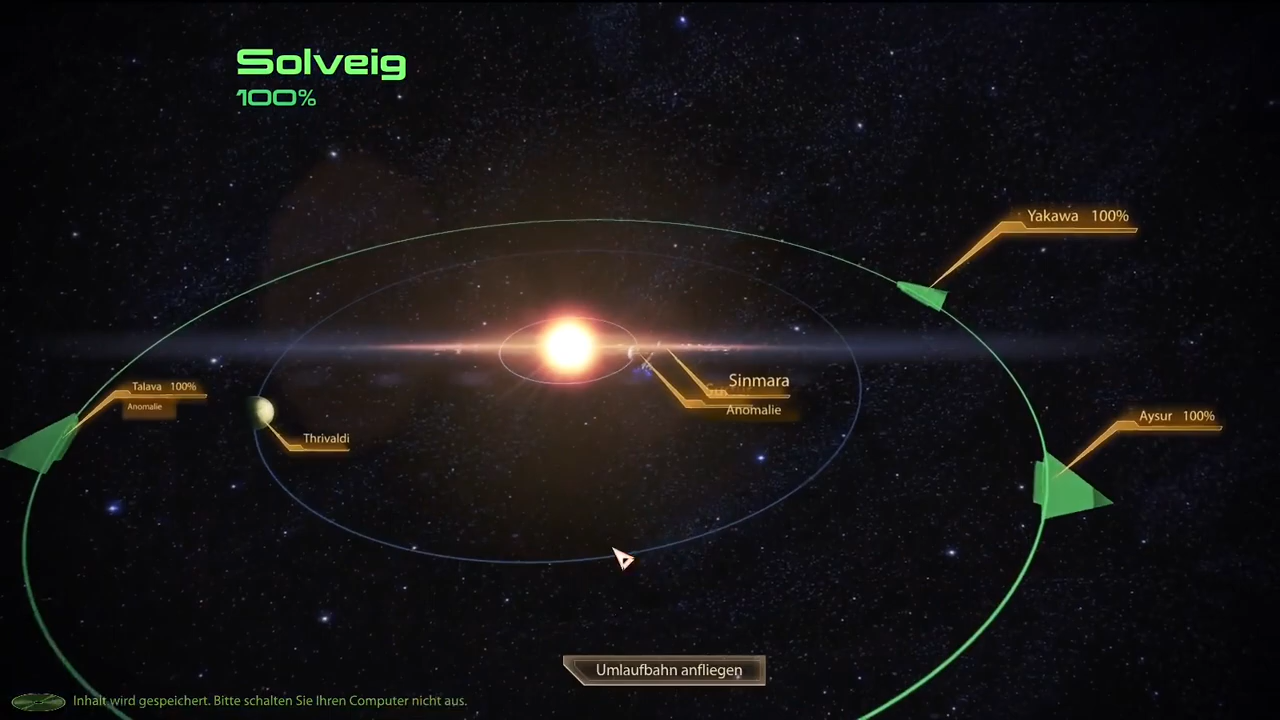 Solveig
100%
Yakawa 100%
Sinmara
Anomalie
Talava 100%
Anomalie
Thrivaldi
Aysur 100%
Umlaufbahn anfliegen
Inhalt wird gespeichert. Bitte schalten Sie Ihren Computer nicht aus.